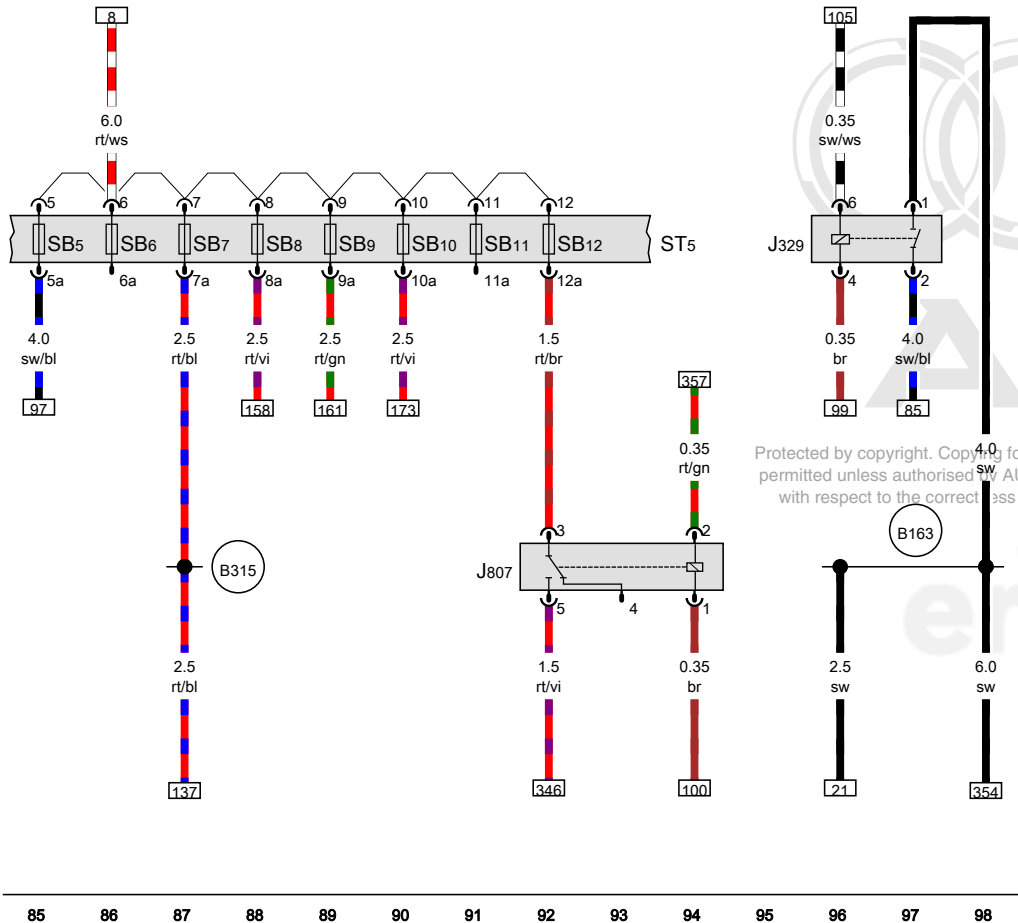 8
105
6.0
rt/ws
0.35
sw/ws
5 6 7 8 9 10 11 12
6 1
SB5 SB6 SB7 SB8 SB9 SB10 SB11 SB12 ST5
J329
5a 6a 7a 8a 9a 10a 11a 12a
4 2
4.0
sw/bl
2.5
rt/bl
2.5
rt/vi
2.5
rt/gn
2.5
rt/vi
1.5
rt/br
0.35
br
4.0
sw/bl
357
97 158 161 173
99 85
0.35
rt/gn
4.0
sw
Protected by copyright. Copying fo
permitted unless authorised by AU
with respect to the correct
3 2
B163
B315
J807
5 4 1
2.5
rt/bl
1.5
rt/vi
0.35
br
2.5
sw
6.0
sw
137 346 100 21 354
85 86 87 88 89 90 91 92 93 94 95 96 97 98